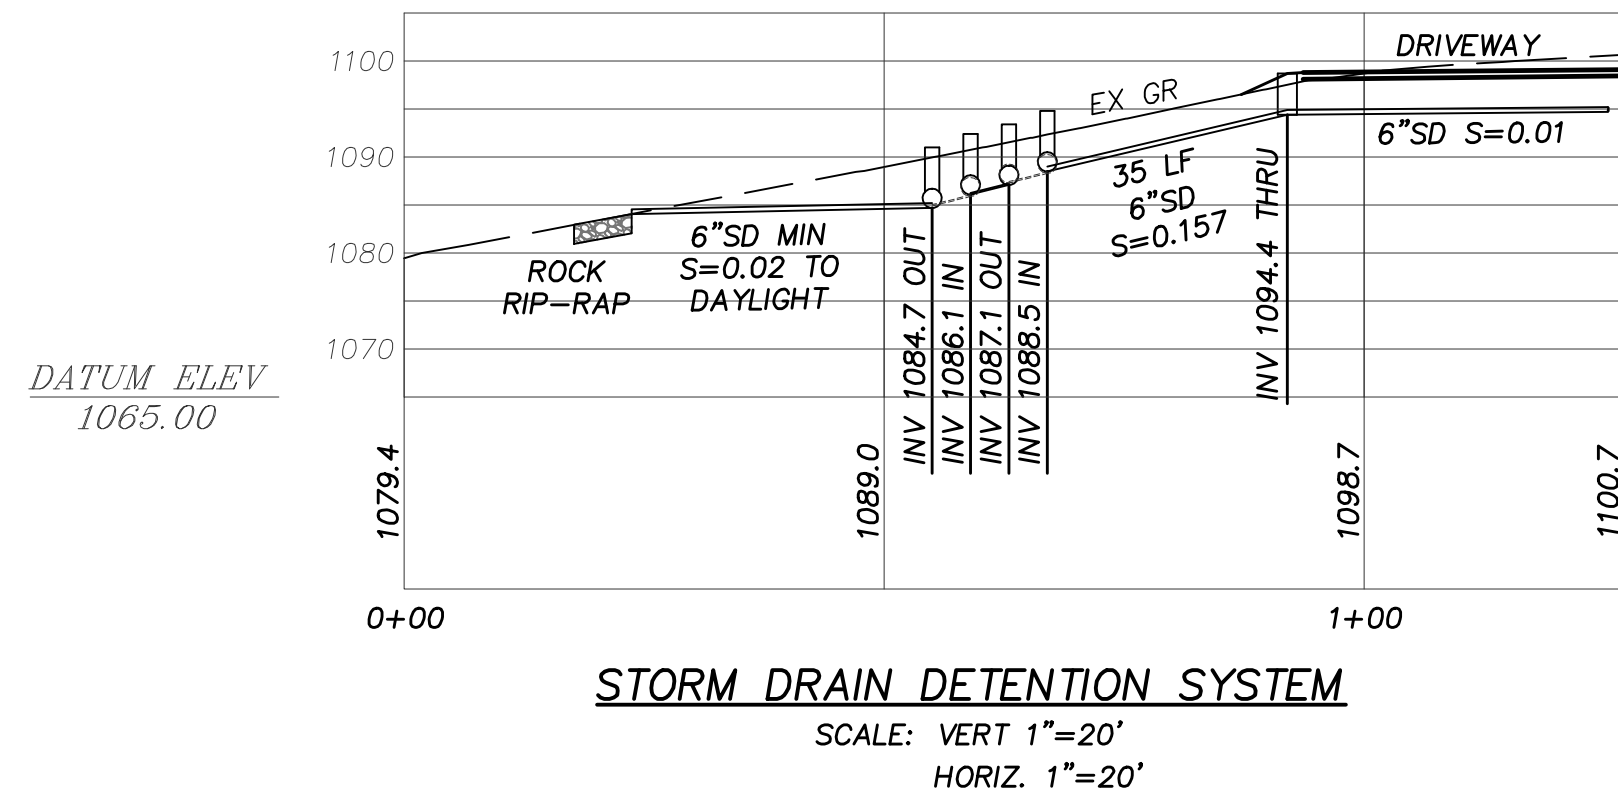 DRIVEWAY
1100
EX GR
6"SD S=0.01
1090
35 LF
6"SD
S=0.157
1080
6"SD MIN
S=0.02 TO
DAYLIGHT
ROCK
RIP-RAP
INV 1084.7 OUT
INV 1086.1 IN
INV 1087.1 OUT
INV 1088.5 IN
INV 1094.4 THRU
1070
DATUM ELEV
1065.00
1079.4
1089.0
1098.7
1100.7
0+00
1+00
STORM DRAIN DETENTION SYSTEM
SCALE: VERT 1"=20'
HORIZ. 1"=20'